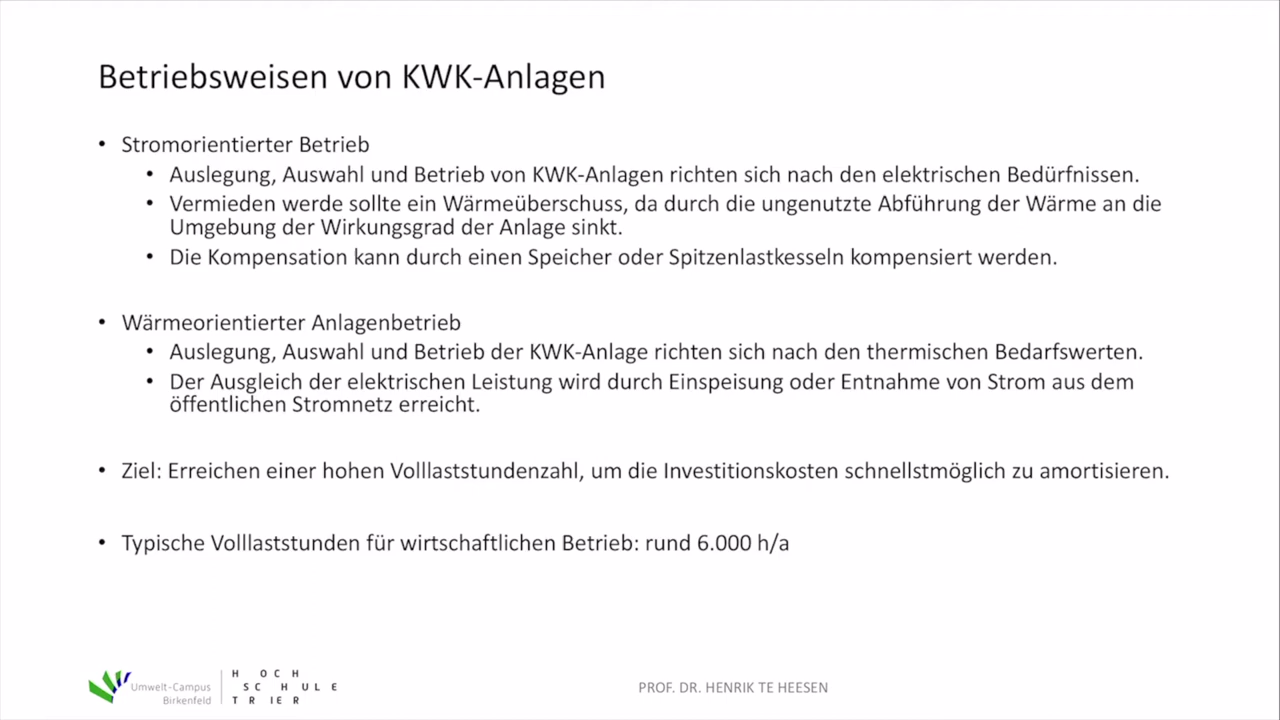 Betriebsweisen von KWK-Anlagen
• Stromorientierter Betrieb
• Auslegung, Auswahl und Betrieb von KWK-Anlagen richten sich nach den elektrischen Bedürfnissen.
• Vermieden werde sollte ein Wärmeüberschuss, da durch die ungenutzte Abführung der Wärme an die
Umgebung der Wirkungsgrad der Anlage sinkt.
• Die Kompensation kann durch einen Speicher oder Spitzenlastkesseln kompensiert werden.
• Wärmeorientierter Anlagenbetrieb
• Auslegung, Auswahl und Betrieb der KWK-Anlage richten sich nach den thermischen Bedarfswerten.
• Der Ausgleich der elektrischen Leistung wird durch Einspeisung oder Entnahme von Strom aus dem
öffentlichen Stromnetz erreicht.
• Ziel: Erreichen einer hohen Volllaststundenzahl, um die Investitionskosten schnellstmöglich zu amortisieren.
• Typische Volllaststunden für wirtschaftlichen Betrieb: rund 6.000 h/a
Umwelt-Campus
Birkenfeld
HOCH
SCHULE
TRIER
PROF. DR. HENRIK TE HEESEN